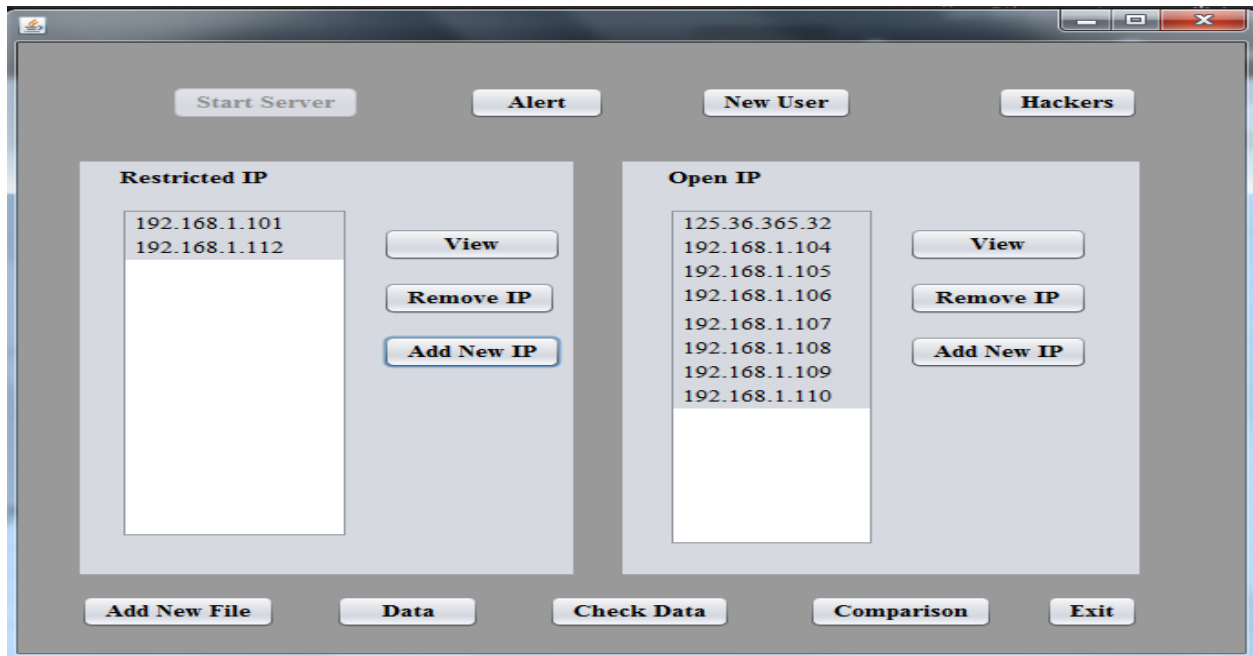 Start Server
Alert
New User
Hackers
Restricted IP
192.168.1.101
192.168.1.112
View
Remove IP
Add New IP
Open IP
125.36.365.32
192.168.1.104
192.168.1.105
192.168.1.106
192.168.1.107
192.168.1.108
192.168.1.109
192.168.1.110
View
Remove IP
Add New IP
Add New File
Data
Check Data
Comparison
Exit